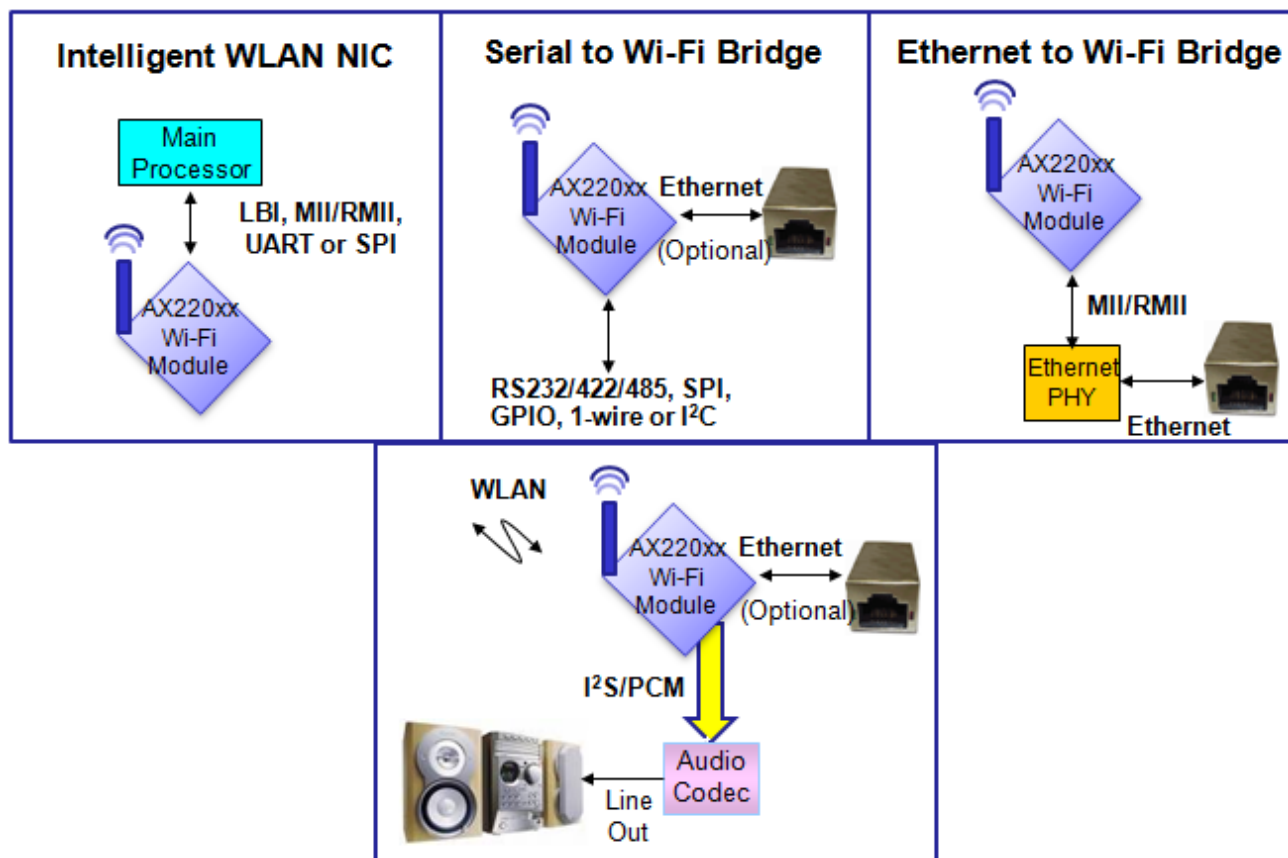 Intelligent WLAN NIC
Main
Processor
LBI, MII/RMII,
UART or SPI
AX220xx
Wi-Fi
Module
Serial to Wi-Fi Bridge
AX220xx
Wi-Fi
Module
Ethernet
(Optional)
RS232/422/485, SPI,
GPIO, 1-wire or I²C
Ethernet to Wi-Fi Bridge
AX220xx
Wi-Fi
Module
MII/RMII
Ethernet
PHY
Ethernet
WLAN
AX220xx
Wi-Fi
Module
Ethernet
(Optional)
I²S/PCM
Audio
Codec
Line
Out